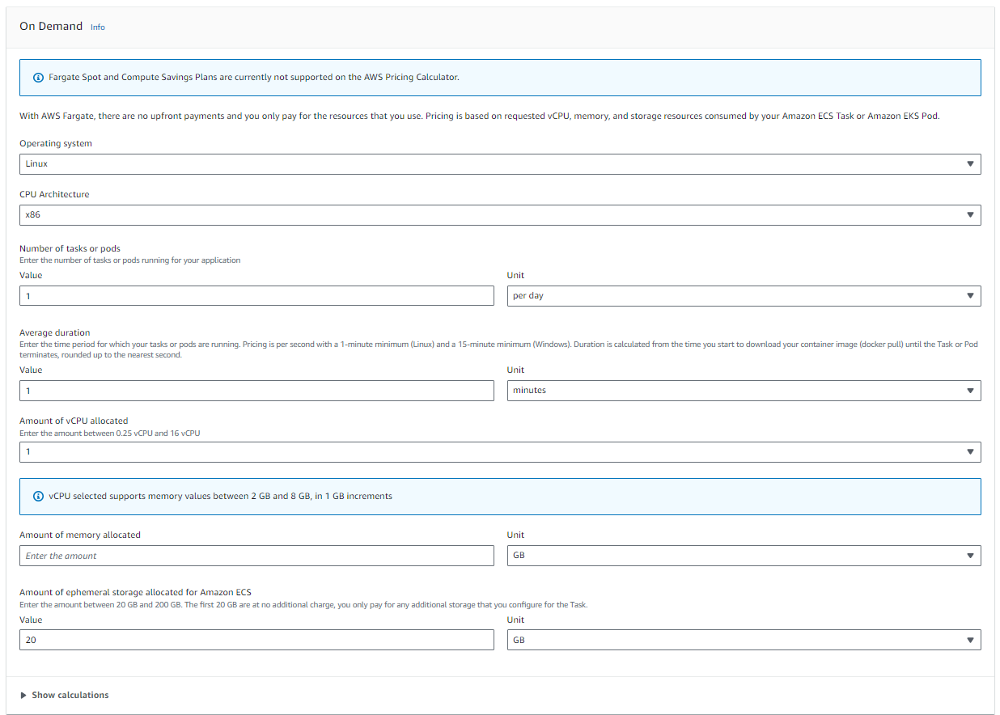 On Demand Info
Fargate Spot and Compute Savings Plans are currently not supported on the AWS Pricing Calculator.
With AWS Fargate, there are no upfront payments and you only pay for the resources that you use. Pricing is based on requested vCPU, memory, and storage resources consumed by your Amazon ECS Task or Amazon EKS Pod.
Operating system
Linux
CPU Architecture
x86
Number of tasks or pods
Enter the number of tasks or pods running for your application
Value Unit
1 per day
Average duration
Enter the time period for which your tasks or pods are running. Pricing is per second with a 1-minute minimum (Linux) and a 15-minute minimum (Windows). Duration is calculated from the time you start to download your container image (docker pull) until the Task or Pod
terminates, rounded up to the nearest second.
Value Unit
1 minutes
Amount of vCPU allocated
Enter the amount between 0.25 vCPU and 16 vCPU
1
vCPU selected supports memory values between 2 GB and 8 GB, in 1 GB increments
Amount of memory allocated Unit
Enter the amount GB
Amount of ephemeral storage allocated for Amazon ECS
Enter the amount between 20 GB and 200 GB. The first 20 GB are at no additional charge, you only pay for any additional storage that you configure for the Task.
Value Unit
20 GB
Show calculations